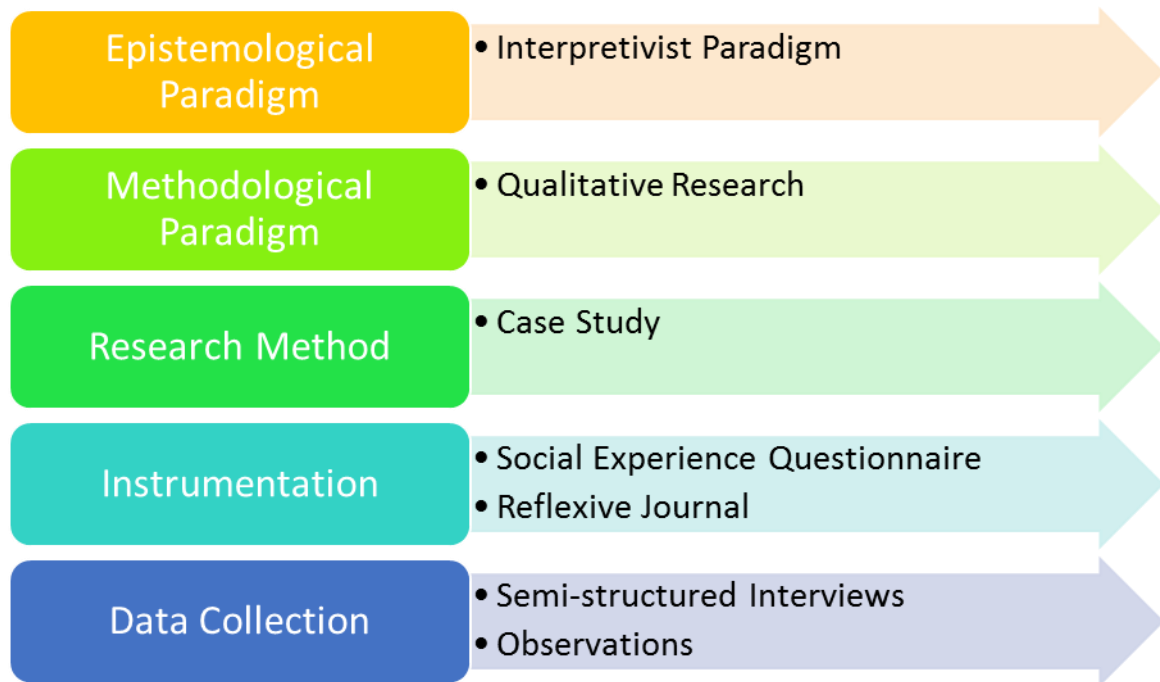 Epistemological
Paradigm
• Interpretivist Paradigm
Methodological
Paradigm
• Qualitative Research
Research Method
• Case Study
Instrumentation
• Social Experience Questionnaire
• Reflexive Journal
Data Collection
• Semi-structured Interviews
• Observations